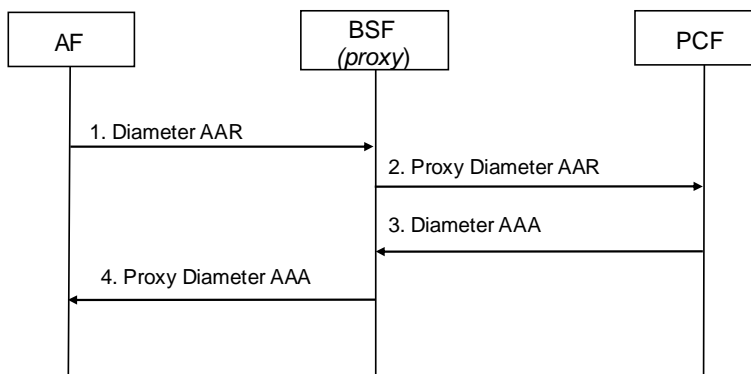 AF
BSF
(proxy)
PCF
1. Diameter AAR
2. Proxy Diameter AAR
3. Diameter AAA
4. Proxy Diameter AAA